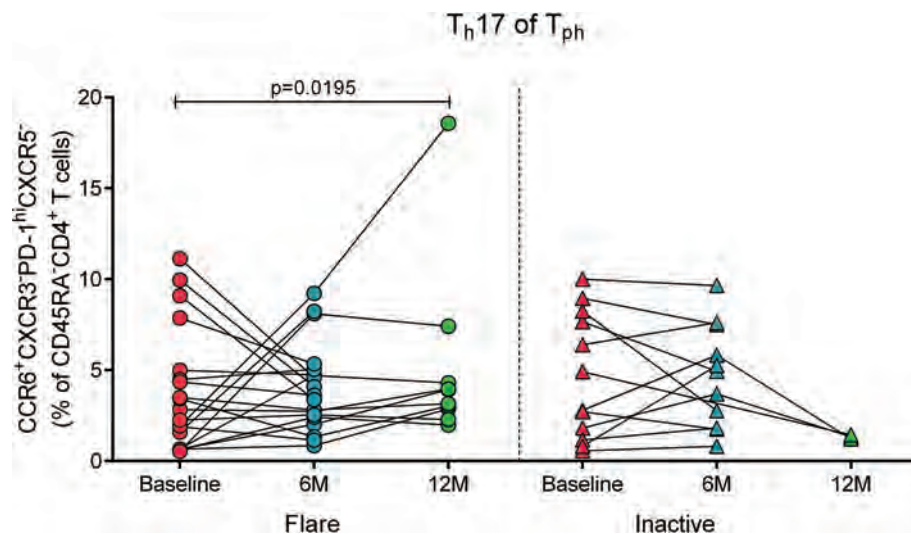 Tₕ17 of Tₚₕ
p=0.0195
CCR6⁺CXCR3⁻PD-1ʰⁱCXCR5⁻
(% of CD45RA⁻CD4⁺ T cells)
20
15
10
5
0
Baseline 6M 12M Baseline 6M 12M
Flare Inactive